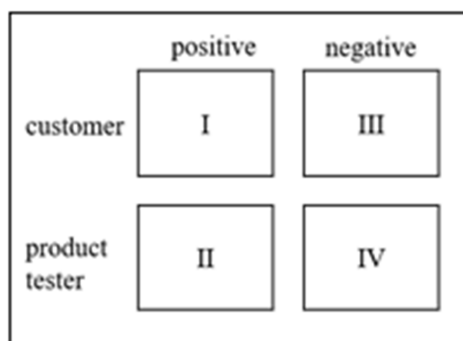 positive negative
customer I III
product
tester II IV